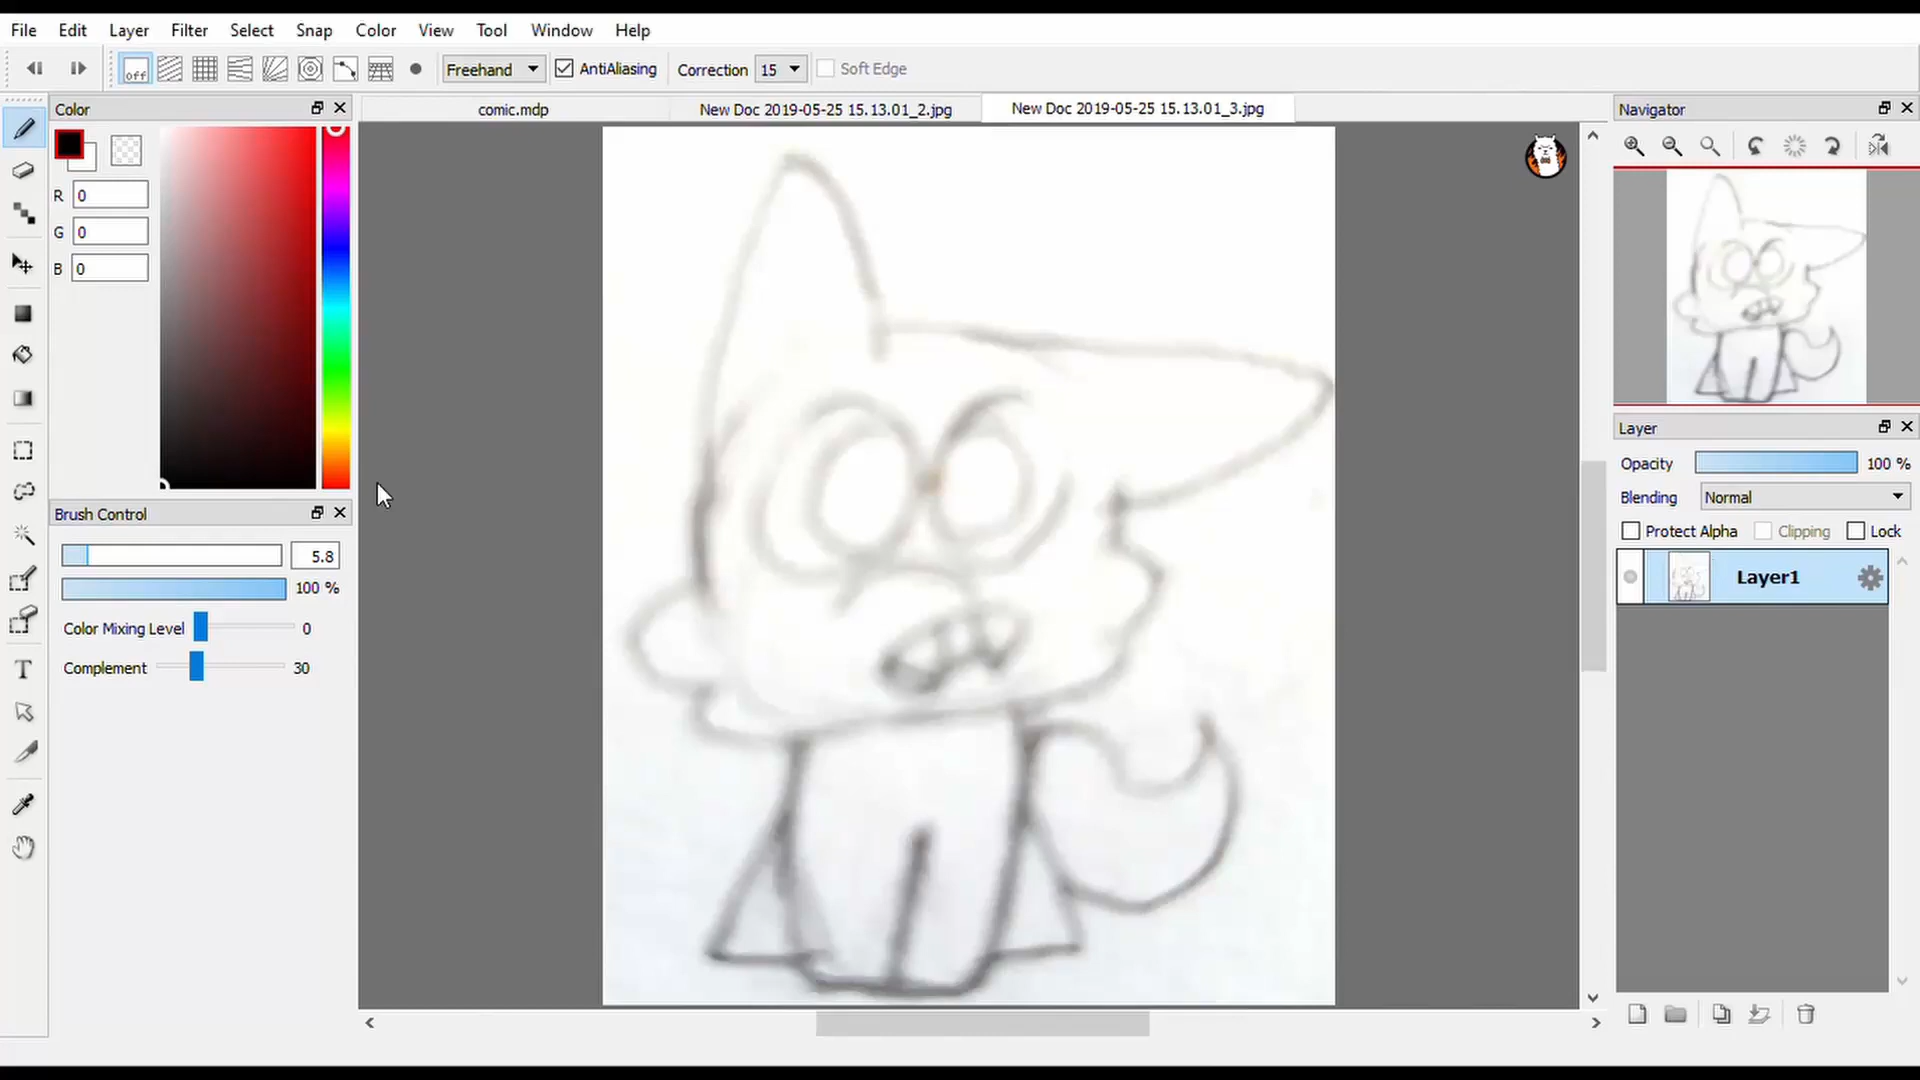 File Edit Layer Filter Select Snap Color View Tool Window Help
off Freehand AntiAliasing Correction 15 Soft Edge
Color
comic.mdp New Doc 2019-05-25 15.13.01_2.jpg New Doc 2019-05-25 15.13.01_3.jpg
Navigator
R 0
G 0
B 0
Layer
Opacity 100 %
Blending Normal
Protect Alpha Clipping Lock
Layer1
Brush Control
5.8
100 %
Color Mixing Level 0
Complement 30
T